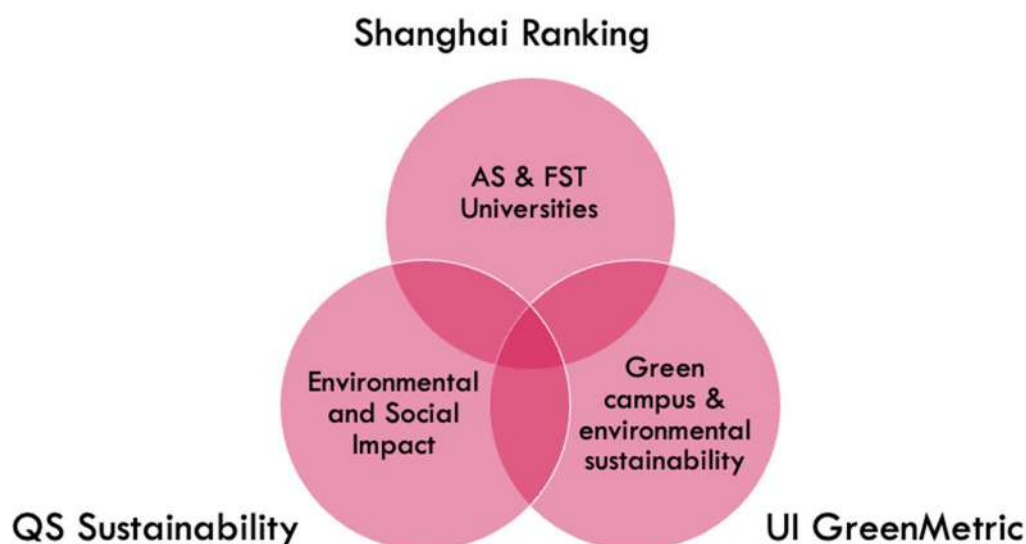 Shanghai Ranking
AS & FST
Universities
Environmental
and Social
Impact
Green
campus &
environmental
sustainability
QS Sustainability
UI GreenMetric